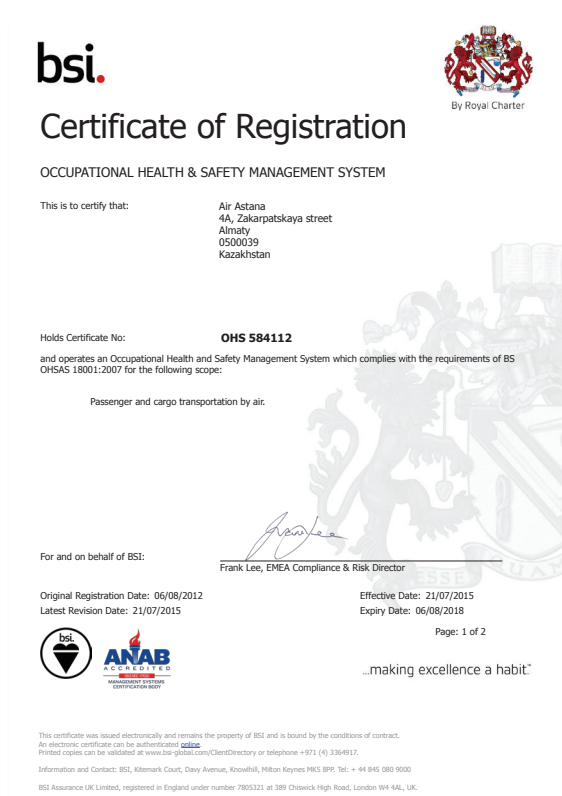 bsi.
By Royal Charter
Certificate of Registration
OCCUPATIONAL HEALTH & SAFETY MANAGEMENT SYSTEM
This is to certify that: Air Astana
4A, Zakarpatskaya street
Almaty
0500039
Kazakhstan
Holds Certificate No: OHS 584112
and operates an Occupational Health and Safety Management System which complies with the requirements of BS
OHSAS 18001:2007 for the following scope:
Passenger and cargo transportation by air.
For and on behalf of BSI:
Frank Lee, EMEA Compliance & Risk Director
Original Registration Date: 06/08/2012 Effective Date: 21/07/2015
Latest Revision Date: 21/07/2015 Expiry Date: 06/08/2018
Page: 1 of 2
bsi.
ANAB
ACCREDITED
MANAGEMENT SYSTEMS
CERTIFICATION BODY
...making excellence a habit.™
This certificate was issued electronically and remains the property of BSI and is bound by the conditions of contract.
An electronic certificate can be authenticated online.
Printed copies can be validated at www.bsi-global.com/ClientDirectory or telephone +971 (4) 3364917.
Information and Contact: BSI, Kitemark Court, Davy Avenue, Knowlhill, Milton Keynes MK5 8PP. Tel: + 44 845 080 9000
BSI Assurance UK Limited, registered in England under number 7805321 at 389 Chiswick High Road, London W4 4AL, UK.